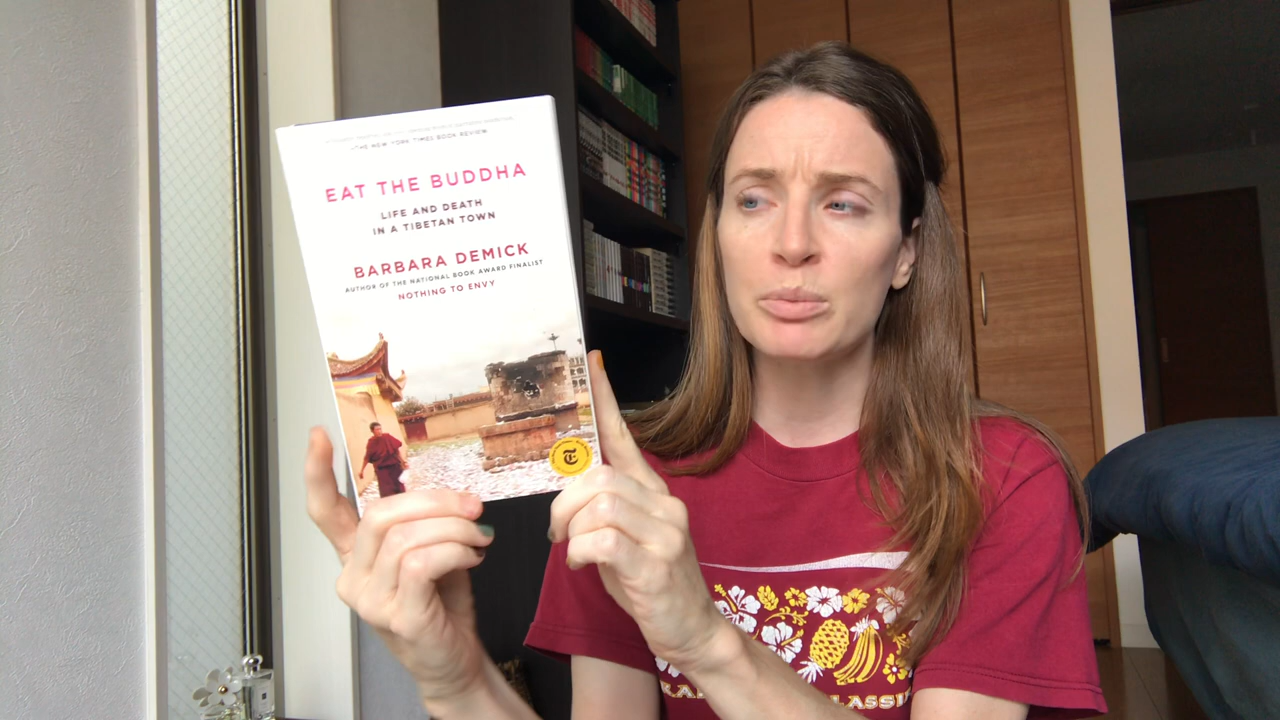 —THE NEW YORK TIMES BOOK REVIEW
EAT THE BUDDHA
LIFE AND DEATH
IN A TIBETAN TOWN
BARBARA DEMICK
AUTHOR OF THE NATIONAL BOOK AWARD FINALIST
NOTHING TO ENVY
T